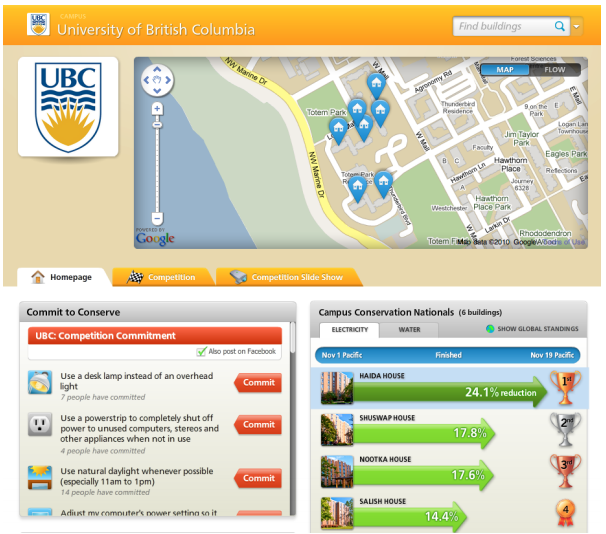 UBC
CAMPUS
University of British Columbia
Find buildings
UBC
MAP
FLOW
Forest Sciences
NW Marine Dr
W Mall
Agronomy Rd
E Mall
Thunderbird
Residence
9 on the
Park
Logan Lane
Townhouse
Totem Park
Jim Taylor
Park
Eagles Park
Faculty
B
C
Hawthorn
Place
Reflections
W Mall
Hawthorn Ln
A
Journey
6328
NW Marine Dr
Thunderbird Blvd
Hawthorn
Place Park
Westchester
Larkin Dr
Rhododendron
POWERED BY
Google
Map data ©2010 Google
Terms of Use
Homepage
Competition
Competition Slide Show
Commit to Conserve
UBC: Competition Commitment
Also post on Facebook
Use a desk lamp instead of an overhead
light
Commit
7 people have committed
Use a powerstrip to completely shut off
power to unused computers, stereos and
Commit
other appliances when not in use
4 people have committed
Use natural daylight whenever possible
(especially 11am to 1pm)
Commit
14 people have committed
Adjust my computer's power setting so it
Campus Conservation Nationals (6 buildings)
ELECTRICITY
WATER
SHOW GLOBAL STANDINGS
Nov 1 Pacific
Finished
Nov 19 Pacific
HAIDA HOUSE
24.1% reduction
1st
SHUSWAP HOUSE
17.8%
2nd
NOOTKA HOUSE
17.6%
3rd
SALISH HOUSE
14.4%
4